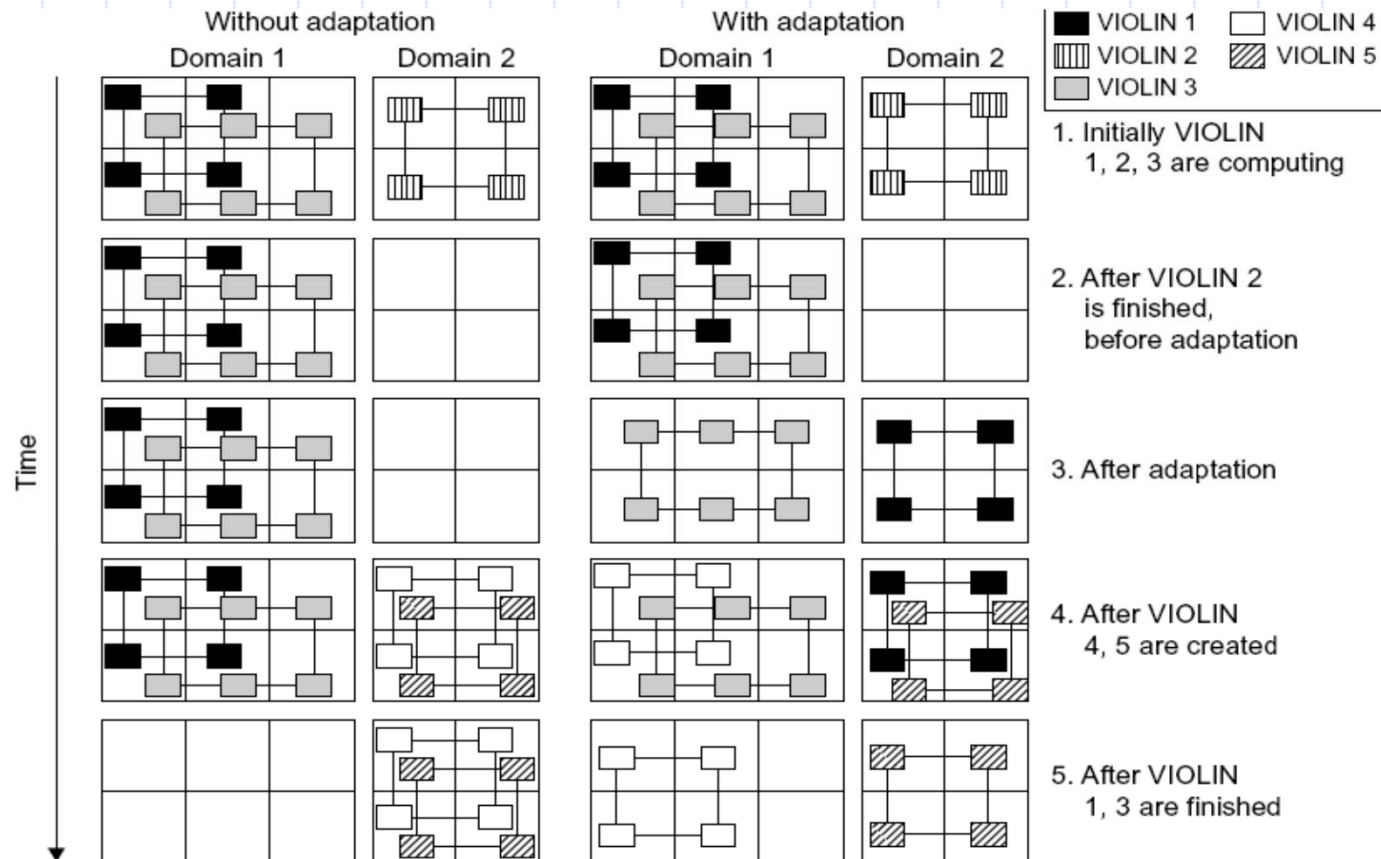 Without adaptation
With adaptation
Domain 1
Domain 2
Domain 1
Domain 2
VIOLIN 1
VIOLIN 4
VIOLIN 2
VIOLIN 5
VIOLIN 3
Time
1. Initially VIOLIN
1, 2, 3 are computing
2. After VIOLIN 2
is finished,
before adaptation
3. After adaptation
4. After VIOLIN
4, 5 are created
5. After VIOLIN
1, 3 are finished